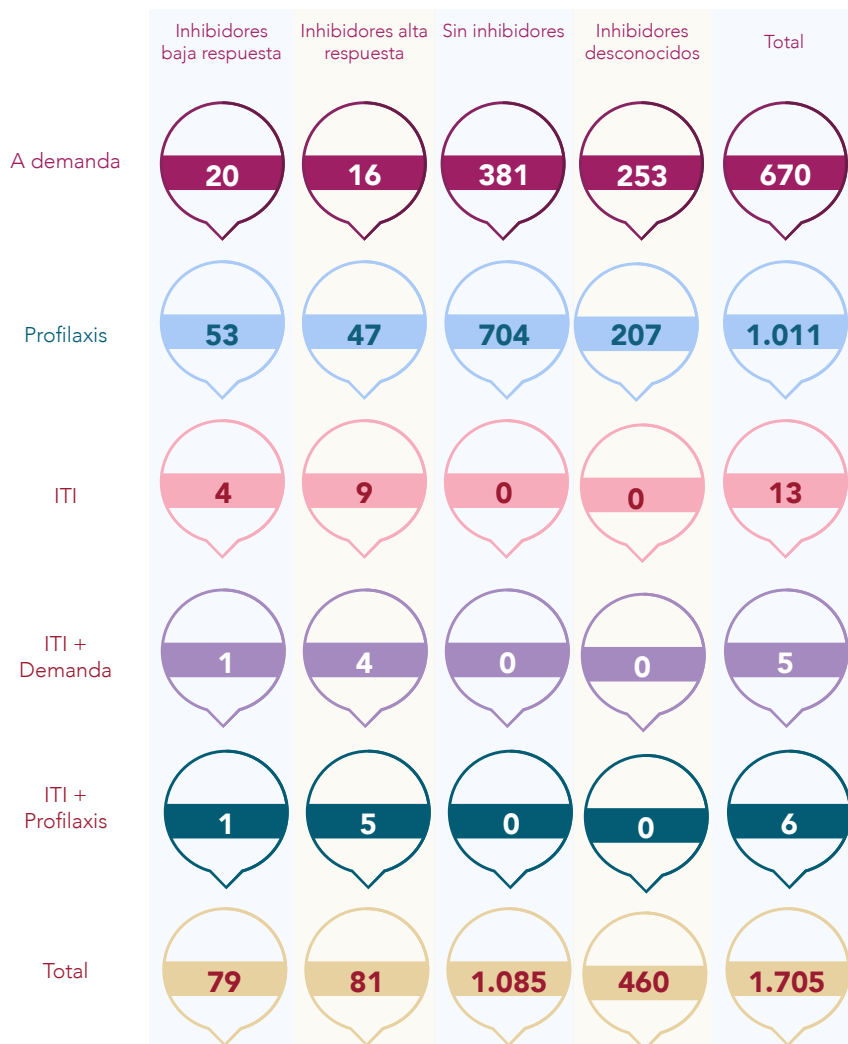 Inhibidores
baja respuesta
Inhibidores alta
respuesta
Sin inhibidores
Inhibidores
desconocidos
Total
A demanda
20
16
381
253
670
Profilaxis
53
47
704
207
1.011
ITI
4
9
0
0
13
ITI +
Demanda
1
4
0
0
5
ITI +
Profilaxis
1
5
0
0
6
Total
79
81
1.085
460
1.705